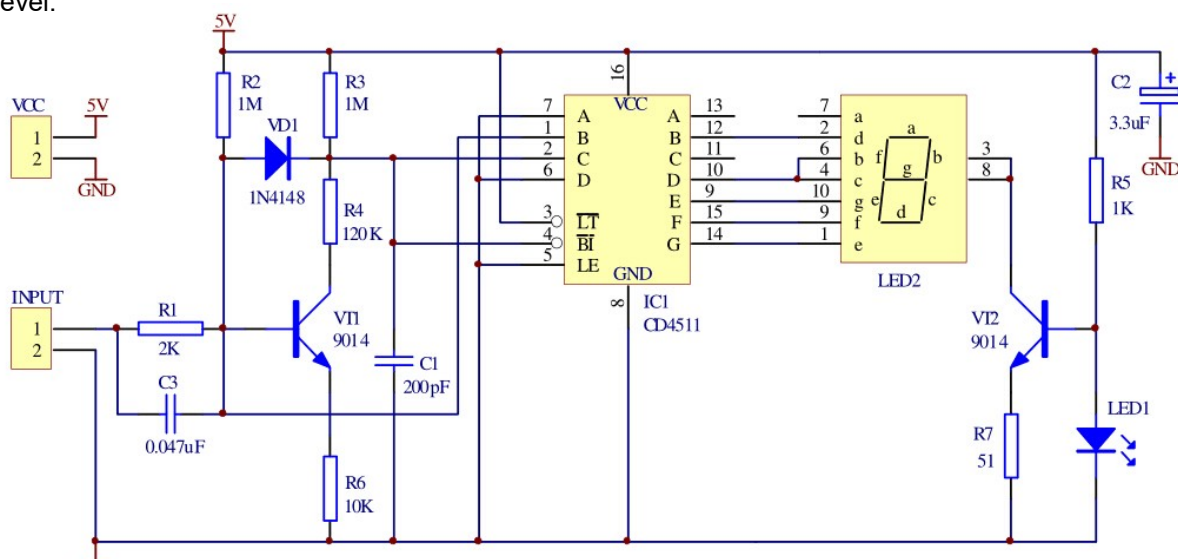 evel.
5V
R2
1M
R3
1M
VD1
1N4148
R4
120K
VCC
1
2
5V
GND
INPUT
1
2
R1
2K
C3
0.047uF
VT1
9014
R6
10K
C1
200pF
16
VCC
7 A A 13
1 B B 12
2 C C 11
6 D D 10
E 9
3 LT F 15
4 BI G 14
5 LE
GND
8
IC1
CD4511
7 a
2 d
6 b
4 c
10 g
9 f
1 e
a
f b
g
e c
d
3
8
LED2
VT2
9014
R7
51
R5
1K
LED1
C2
+
3.3uF
GND